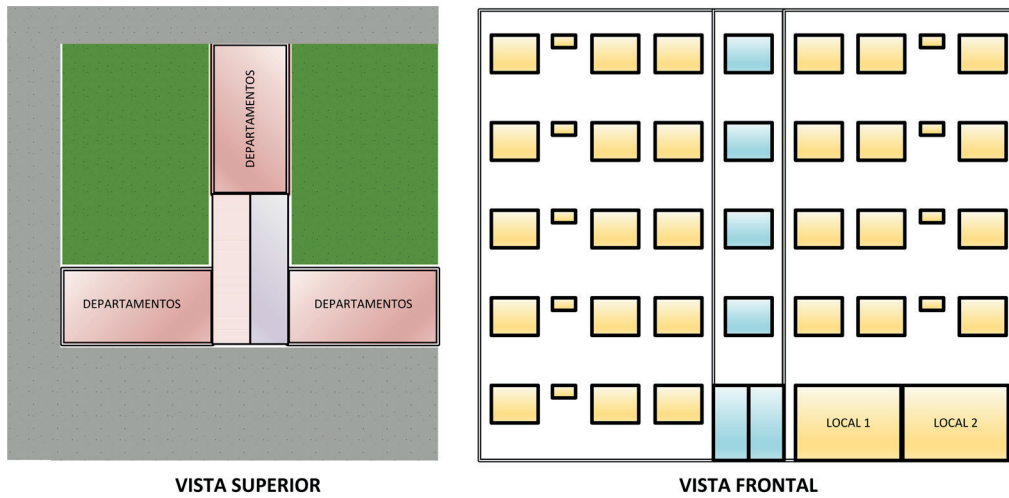 DEPARTAMENTOS
DEPARTAMENTOS
DEPARTAMENTOS
VISTA SUPERIOR
LOCAL 1
LOCAL 2
VISTA FRONTAL